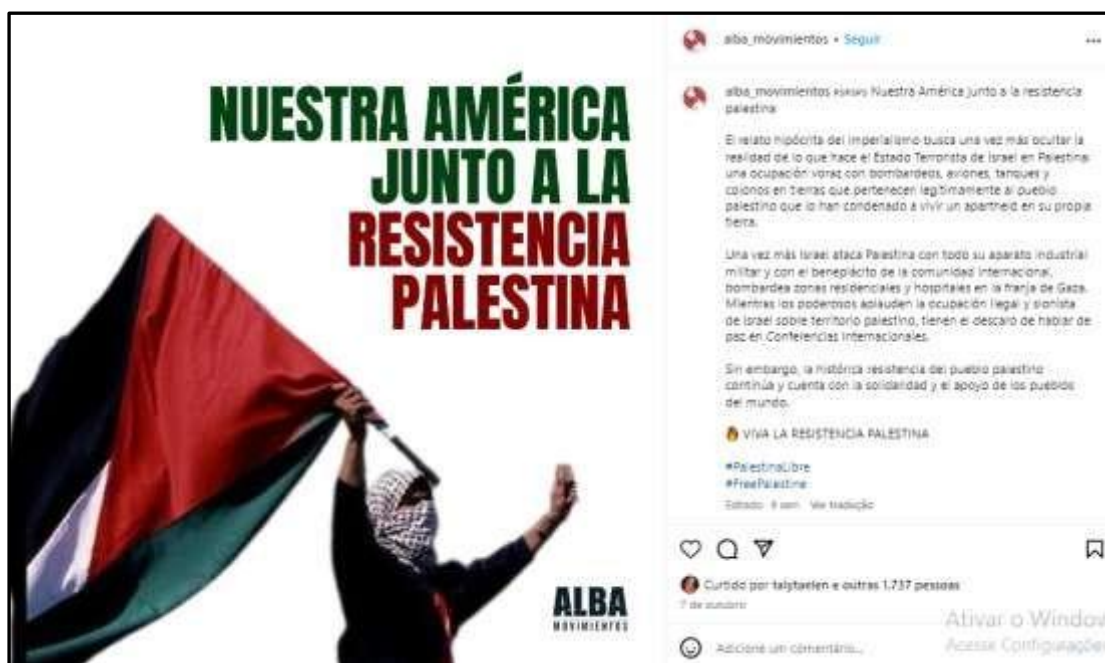 NUESTRA AMÉRICA
JUNTO A LA
RESISTENCIA
PALESTINA
ALBA
MOVIMIENTOS
alba_movimientos • Seguir
alba_movimientos Nuestra América junto a la resistencia
palestina
El relato hipócrita del imperialismo busca una vez más ocultar la
realidad de lo que hace el Estado Terrorista de Israel en Palestina:
una ocupación voraz con bombardeos, aviones, tanques y
colonos en tierras que pertenecen legítimamente al pueblo
palestino que lo han condenado a vivir un apartheid en su propia
tierra.
Una vez más Israel ataca Palestina con todo su aparato industrial
militar y con el beneplácito de la comunidad internacional,
bombardea zonas residenciales y hospitales en la franja de Gaza.
Mientras los poderosos aplauden la ocupación ilegal y sionista
de Israel sobre territorio palestino, tienen el descaro de hablar de
paz en Conferencias Internacionales.
Sin embargo, la histórica resistencia del pueblo palestino
continúa y cuenta con la solidaridad y el apoyo de los pueblos
del mundo.
VIVA LA RESISTENCIA PALESTINA
#PalestinaLibre
#FreePalestine
Editado sem Ver tradução
Curtido por talytaelen e outras 1.737 pessoas
7 de outubro
Ativar o Window
Adicione um comentário...
Acesse Configurações